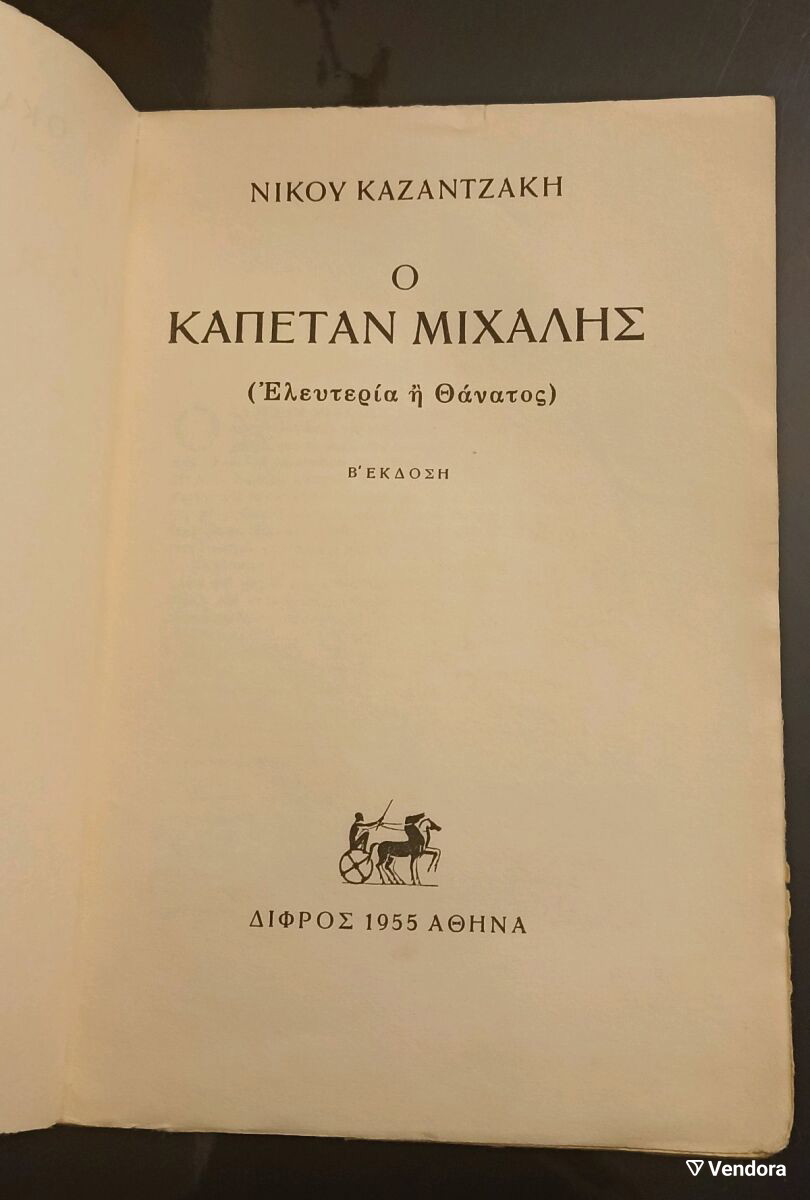 ΝΙΚΟΥ ΚΑΖΑΝΤΖΑΚΗ
Ο
ΚΑΠΕΤΑΝ ΜΙΧΑΛΗΣ
(Ἐλευτερία ἢ Θάνατος)
Β΄ ΕΚΔΟΣΗ
ΔΙΦΡΟΣ 1955 ΑΘΗΝΑ
Vendora